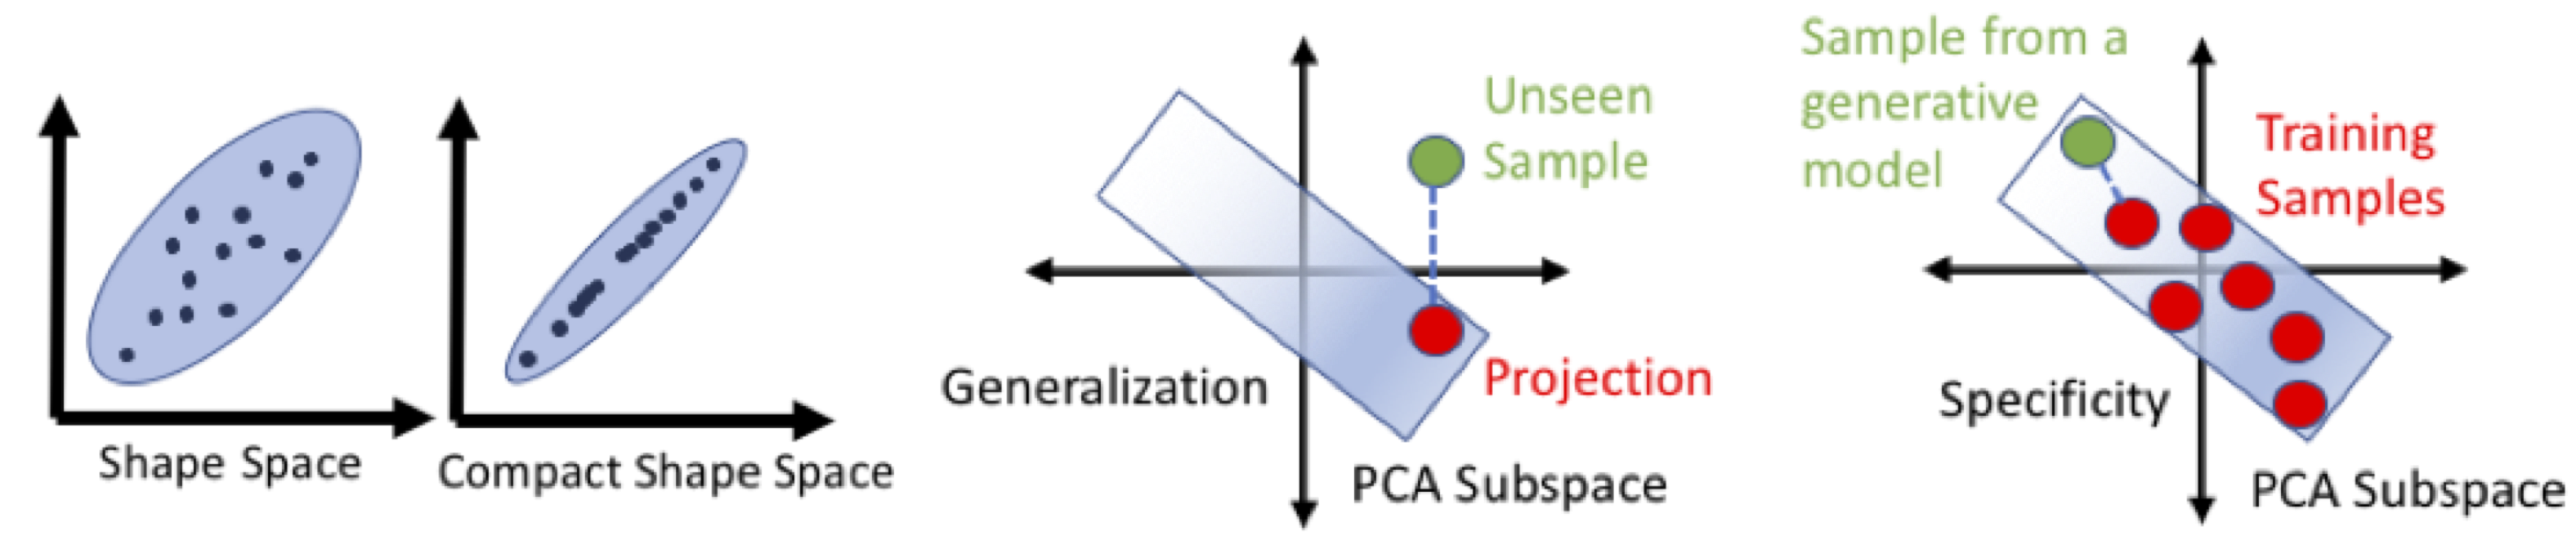 Shape Space
Compact Shape Space
Unseen
Sample
Generalization
Projection
PCA Subspace
Sample from a
generative
model
Training
Samples
Specificity
PCA Subspace